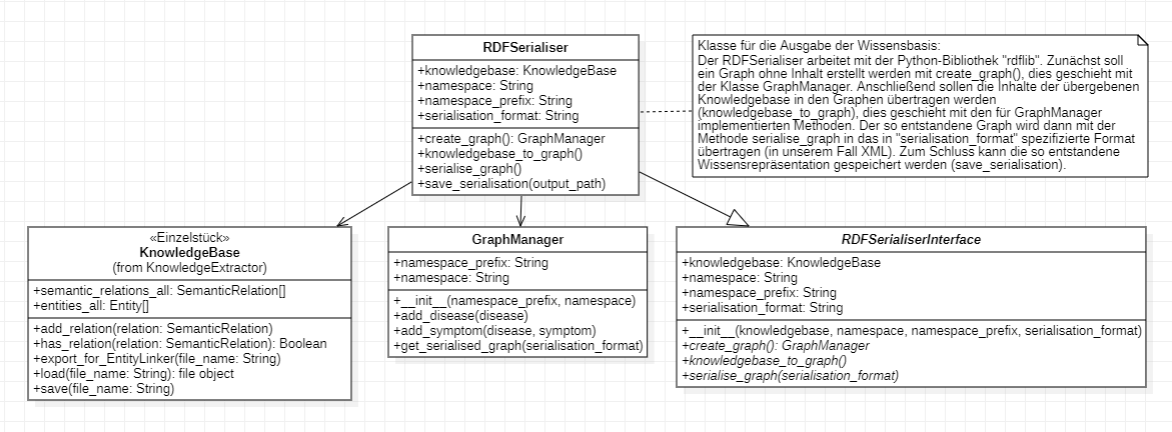 RDFSerialiser
+knowledgebase: KnowledgeBase
+namespace: String
+namespace_prefix: String
+serialisation_format: String
+create_graph(): GraphManager
+knowledgebase_to_graph()
+serialise_graph()
+save_serialisation(output_path)
Klasse für die Ausgabe der Wissensbasis:
Der RDFSerialiser arbeitet mit der Python-Bibliothek "rdflib". Zunächst soll
ein Graph ohne Inhalt erstellt werden mit create_graph(), dies geschieht mit
der Klasse GraphManager. Anschließend sollen die Inhalte der übergebenen
Knowledgebase in den Graphen übertragen werden
(knowledgebase_to_graph), dies geschieht mit den für GraphManager
implementierten Methoden. Der so entstandene Graph wird dann mit der
Methode serialise_graph in das in "serialisation_format" spezifizierte Format
übertragen (in unserem Fall XML). Zum Schluss kann die so entstandene
Wissensrepräsentation gespeichert werden (save_serialisation).
«Einzelstück»
KnowledgeBase
(from KnowledgeExtractor)
+semantic_relations_all: SemanticRelation[]
+entities_all: Entity[]
+add_relation(relation: SemanticRelation)
+has_relation(relation: SemanticRelation): Boolean
+export_for_EntityLinker(file_name: String)
+load(file_name: String): file object
+save(file_name: String)
GraphManager
+namespace_prefix: String
+namespace: String
+__init__(namespace_prefix, namespace)
+add_disease(disease)
+add_symptom(disease, symptom)
+get_serialised_graph(serialisation_format)
RDFSerialiserInterface
+knowledgebase: KnowledgeBase
+namespace: String
+namespace_prefix: String
+serialisation_format: String
+__init__(knowledgebase, namespace, namespace_prefix, serialisation_format)
+create_graph(): GraphManager
+knowledgebase_to_graph()
+serialise_graph(serialisation_format)